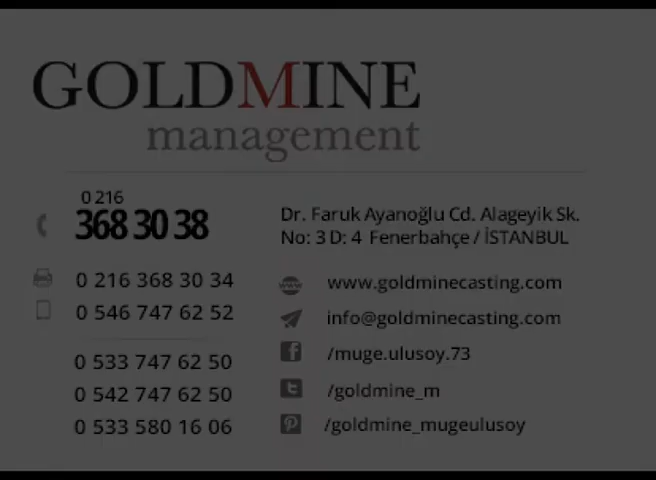 GOLDMINE
management
0 216
368 30 38
0 216 368 30 34
0 546 747 62 52
0 533 747 62 50
0 542 747 62 50
0 533 580 16 06
Dr. Faruk Ayanoğlu Cd. Alageyik Sk.
No: 3 D: 4 Fenerbahçe / İSTANBUL
www.goldminecasting.com
info@goldminecasting.com
/muge.ulusoy.73
/goldmine_m
/goldmine_mugeulusoy